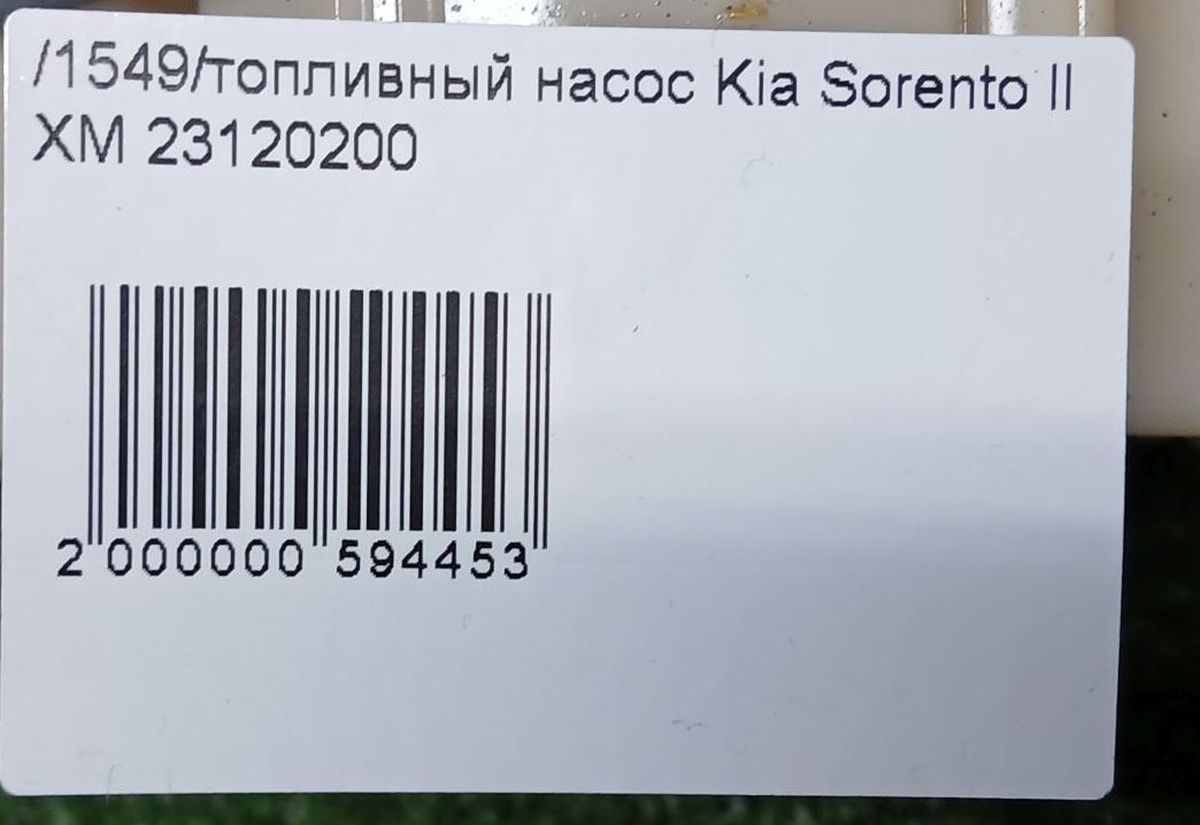 /1549/топливный насос Kia Sorento II
XM 23120200
2 000000 594453